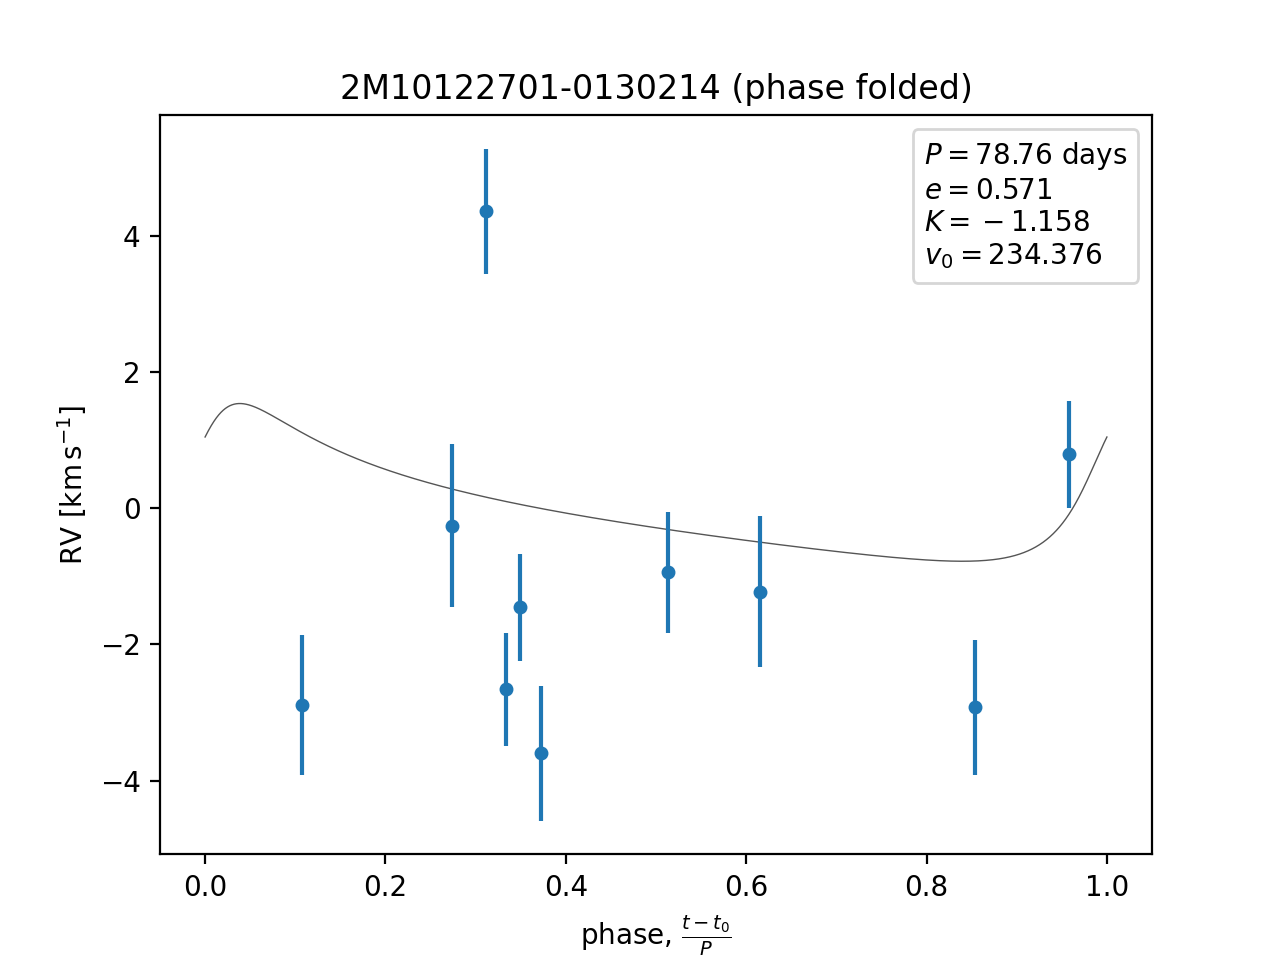 2M10122701-0130214 (phase folded)
P = 78.76 days
e = 0.571
K = −1.158
v₀ = 234.376
RV [km s⁻¹]
4
2
0
−2
−4
0.0 0.2 0.4 0.6 0.8 1.0
phase, (t − t₀)/P